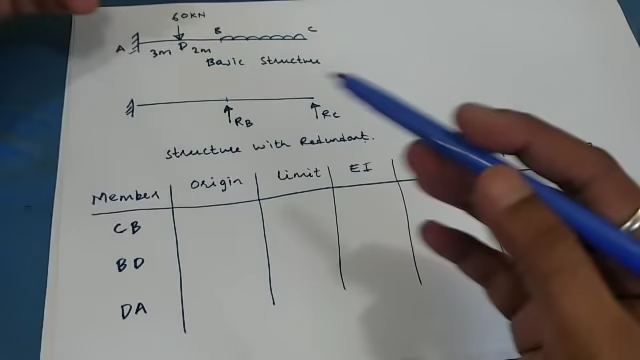 60KN
A D B C
3m 2m
Basic Structure
RB RC
Structure with Redundant.
Member Origin Limit EI
CB
BD
DA